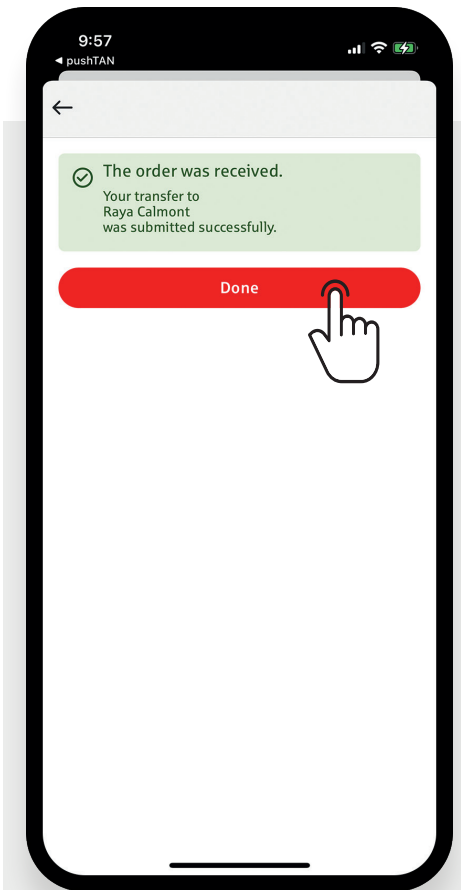 9:57
◀ pushTAN
The order was received.
Your transfer to
Raya Calmont
was submitted successfully.
Done